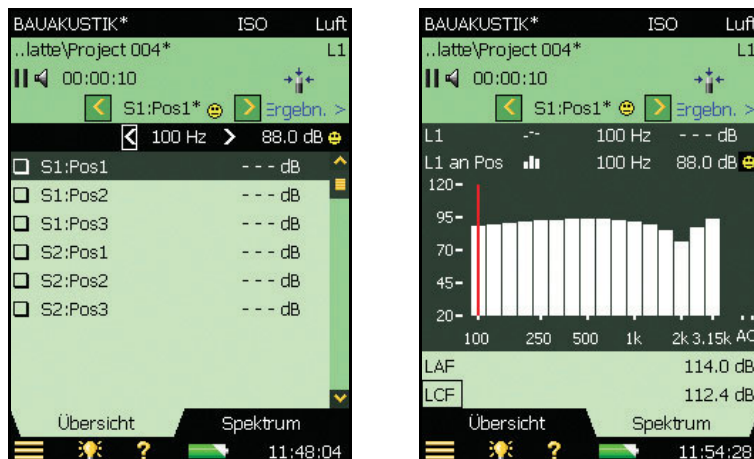 BAUAKUSTIK* ISO Luft
..latte\Project 004* L1
00:00:10
< S1:Pos1* > Ergebn. >
< 100 Hz > 88.0 dB
S1:Pos1 - - - dB
S1:Pos2 - - - dB
S1:Pos3 - - - dB
S2:Pos1 - - - dB
S2:Pos2 - - - dB
S2:Pos3 - - - dB
Übersicht Spektrum
? 11:48:04
BAUAKUSTIK* ISO Luft
..latte\Project 004* L1
00:00:10
< S1:Pos1* > Ergebn. >
L1 100 Hz - - - dB
L1 an Pos 100 Hz 88.0 dB
120
95
70
45
20
100 250 500 1k 2k 3.15k AC
LAF 114.0 dB
LCF 112.4 dB
Übersicht Spektrum
? 11:54:28